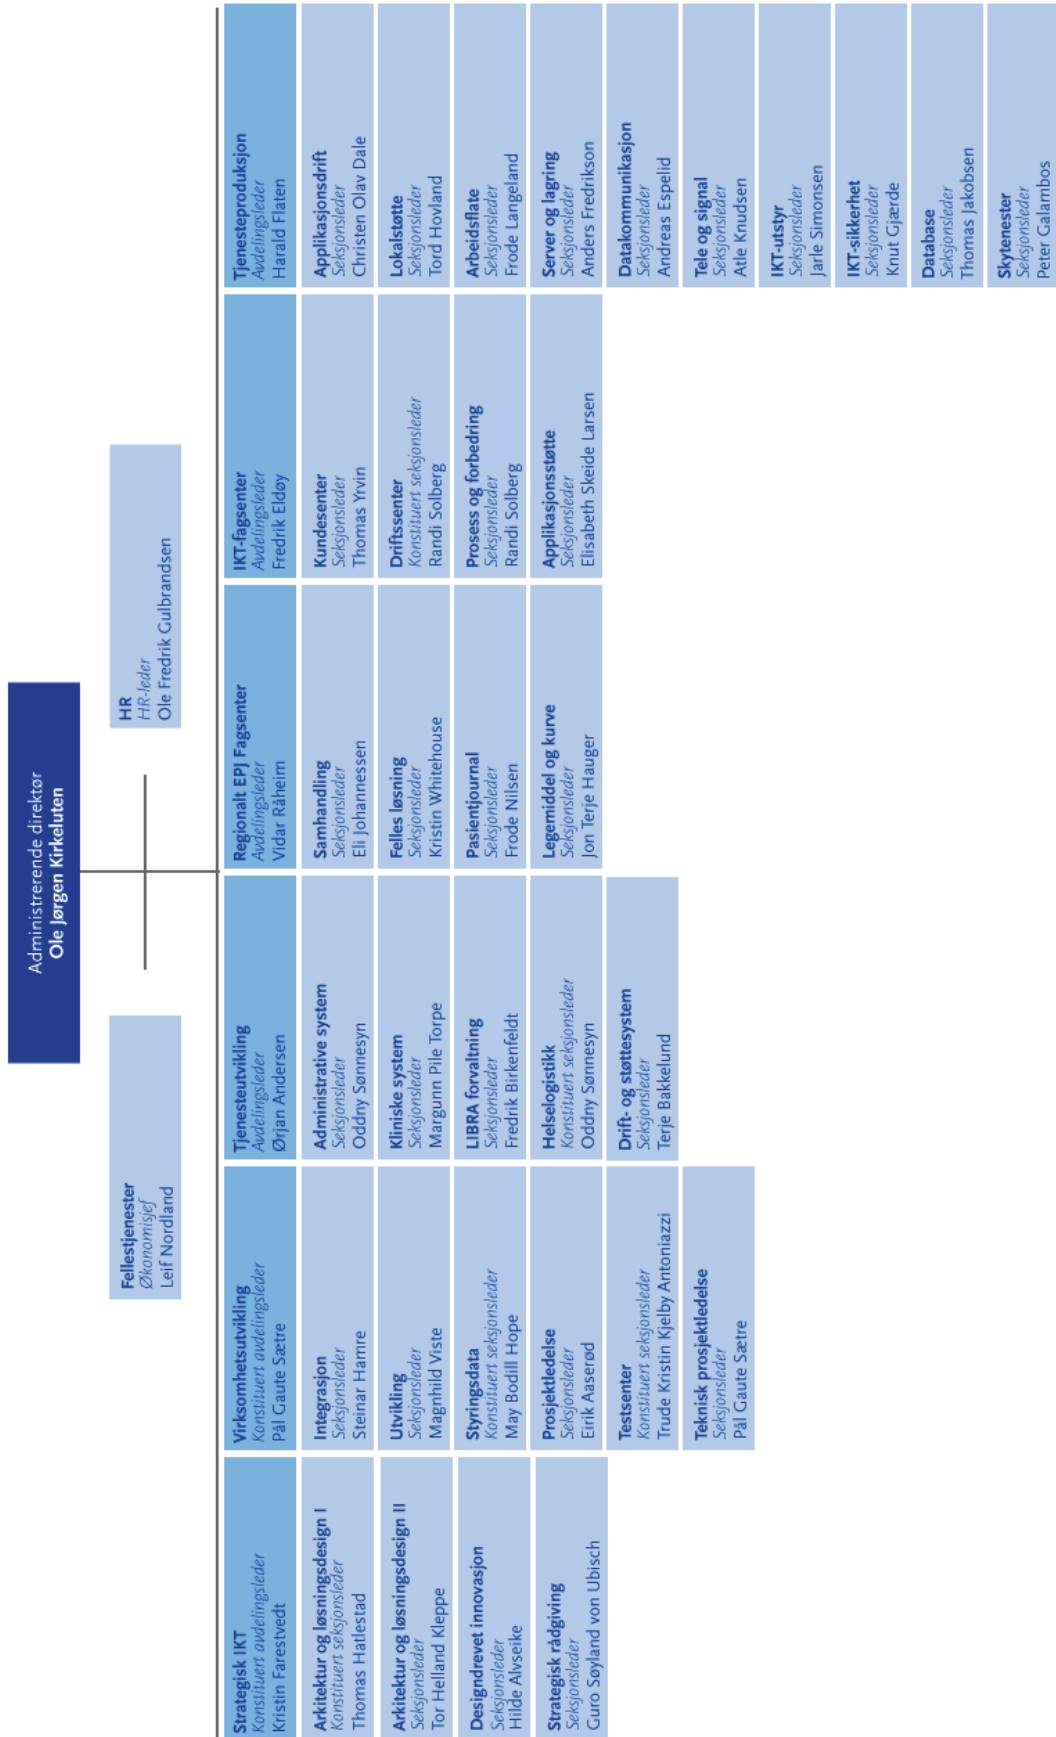 Administrerende direktør
Ole Jørgen Kirkeluten
Fellestjenester
Økonomisjef
Leif Nordland
HR
HR-leder
Ole Fredrik Gulbrandsen
Strategisk IKT
Konstituert avdelingsleder
Kristin Farestvedt
Arkitektur og løsningsdesign I
Konstituert seksjonsleder
Thomas Hatlestad
Arkitektur og løsningsdesign II
Seksjonsleder
Tor Helland Kleppe
Designdrevet innovasjon
Seksjonsleder
Hilde Alvseike
Strategisk rådgiving
Seksjonsleder
Guro Søyland von Ubisch
Virksomhetsutvikling
Konstituert avdelingsleder
Pål Gaute Sætre
Integrasjon
Seksjonsleder
Steinar Hamre
Utvikling
Seksjonsleder
Magnhild Viste
Styringsdata
Konstituert seksjonsleder
May Bodill Hope
Prosjektledelse
Seksjonsleder
Eirik Aaserød
Testsenter
Konstituert seksjonsleder
Trude Kristin Kjelby Antoniazzi
Teknisk prosjektledelse
Seksjonsleder
Pål Gaute Sætre
Tjenesteutvikling
Avdelingsleder
Ørjan Andersen
Administrative system
Seksjonsleder
Oddny Sønnesyn
Kliniske system
Seksjonsleder
Margunn Pile Torpe
LIBRA forvaltning
Seksjonsleder
Fredrik Birkenfeldt
Helselogistikk
Konstituert seksjonsleder
Oddny Sønnesyn
Drift- og støttesystem
Seksjonsleder
Terje Bakkelund
Regionalt EPJ Fagsenter
Avdelingsleder
Vidar Råheim
Samhandling
Seksjonsleder
Eli Johannessen
Felles løsning
Seksjonsleder
Kristin Whitehouse
Pasientjournal
Seksjonsleder
Frode Nilsen
Legemiddel og kurve
Seksjonsleder
Jon Terje Hauger
IKT-fagsenter
Avdelingsleder
Fredrik Eldøy
Kundesenter
Seksjonsleder
Thomas Yrvin
Driftssenter
Konstituert seksjonsleder
Randi Solberg
Prosess og forbedring
Seksjonsleder
Randi Solberg
Applikasjonsstøtte
Seksjonsleder
Elisabeth Skeide Larsen
Tjenesteproduksjon
Avdelingsleder
Harald Flaten
Applikasjonsdrift
Seksjonsleder
Christen Olav Dale
Lokalstøtte
Seksjonsleder
Tord Hovland
Arbeidsflate
Seksjonsleder
Frode Langeland
Server og lagring
Seksjonsleder
Anders Fredrikson
Datakommunikasjon
Seksjonsleder
Andreas Espelid
Tele og signal
Seksjonsleder
Atle Knudsen
IKT-utstyr
Seksjonsleder
Jarle Simonsen
IKT-sikkerhet
Seksjonsleder
Knut Gjærde
Database
Seksjonsleder
Thomas Jakobsen
Skytenester
Seksjonsleder
Peter Galambos